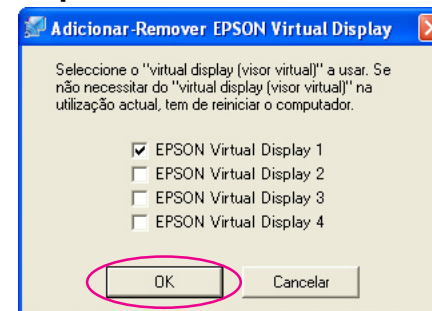 Adicionar-Remover EPSON Virtual Display
Seleccione o "virtual display (visor virtual)" a usar. Se
não necessitar do "virtual display (visor virtual)" na
utilização actual, tem de reiniciar o computador.
EPSON Virtual Display 1
EPSON Virtual Display 2
EPSON Virtual Display 3
EPSON Virtual Display 4
OK
Cancelar